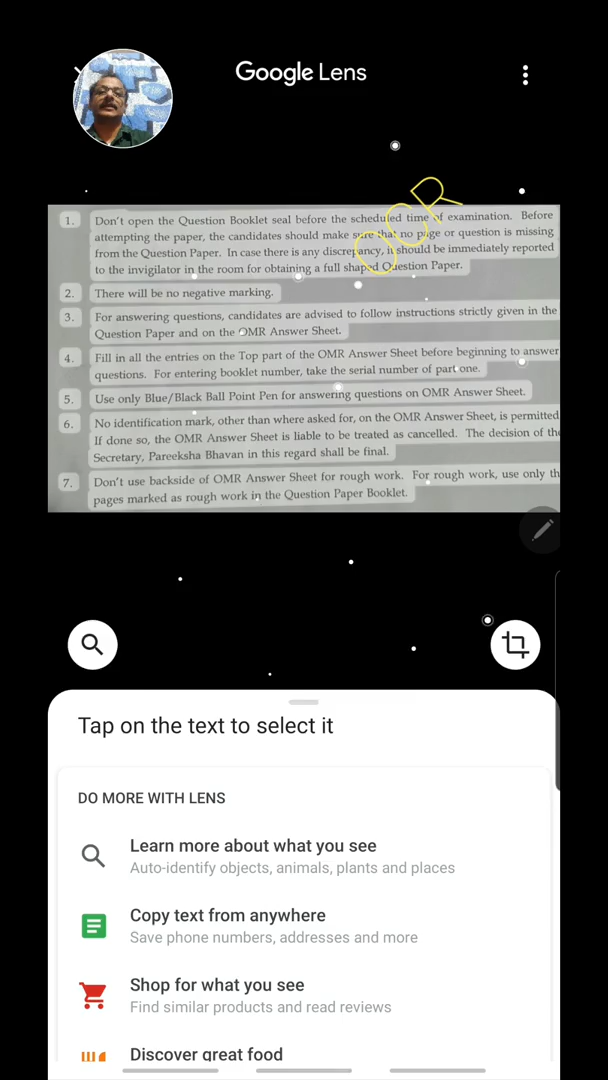 Google Lens
OCR
1. Don't open the Question Booklet seal before the scheduled time of examination. Before
attempting the paper, the candidates should make sure that no page or question is missing
from the Question Paper. In case there is any discrepancy, it should be immediately reported
to the invigilator in the room for obtaining a full shaped Question Paper.
2. There will be no negative marking.
3. For answering questions, candidates are advised to follow instructions strictly given in the
Question Paper and on the OMR Answer Sheet.
4. Fill in all the entries on the Top part of the OMR Answer Sheet before beginning to answer
questions. For entering booklet number, take the serial number of part one.
5. Use only Blue/Black Ball Point Pen for answering questions on OMR Answer Sheet.
6. No identification mark, other than where asked for, on the OMR Answer Sheet, is permitted
If done so, the OMR Answer Sheet is liable to be treated as cancelled. The decision of the
Secretary, Pareeksha Bhavan in this regard shall be final.
7. Don't use backside of OMR Answer Sheet for rough work. For rough work, use only th
pages marked as rough work in the Question Paper Booklet.
Tap on the text to select it
DO MORE WITH LENS
Learn more about what you see
Auto-identify objects, animals, plants and places
Copy text from anywhere
Save phone numbers, addresses and more
Shop for what you see
Find similar products and read reviews
Discover great food